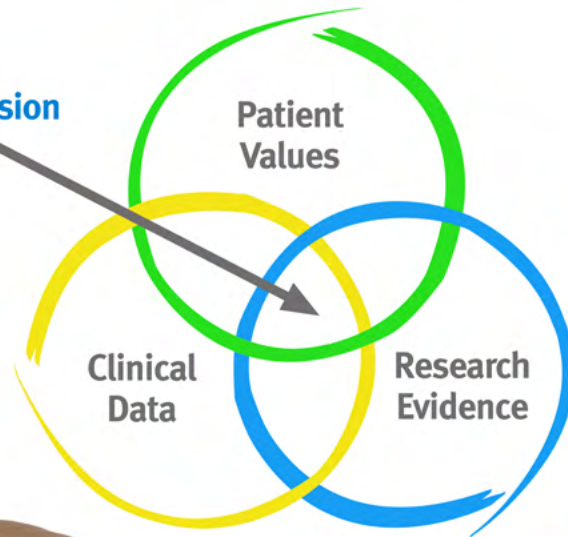 sion
Patient
Values
Clinical
Data
Research
Evidence